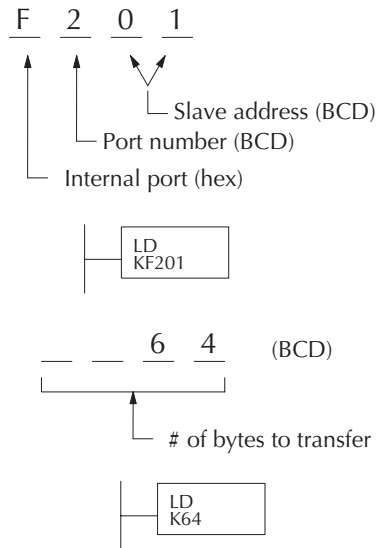 F 2 0 1
Slave address (BCD)
Port number (BCD)
Internal port (hex)
LD
KF201
6 4 (BCD)
# of bytes to transfer
LD
K64